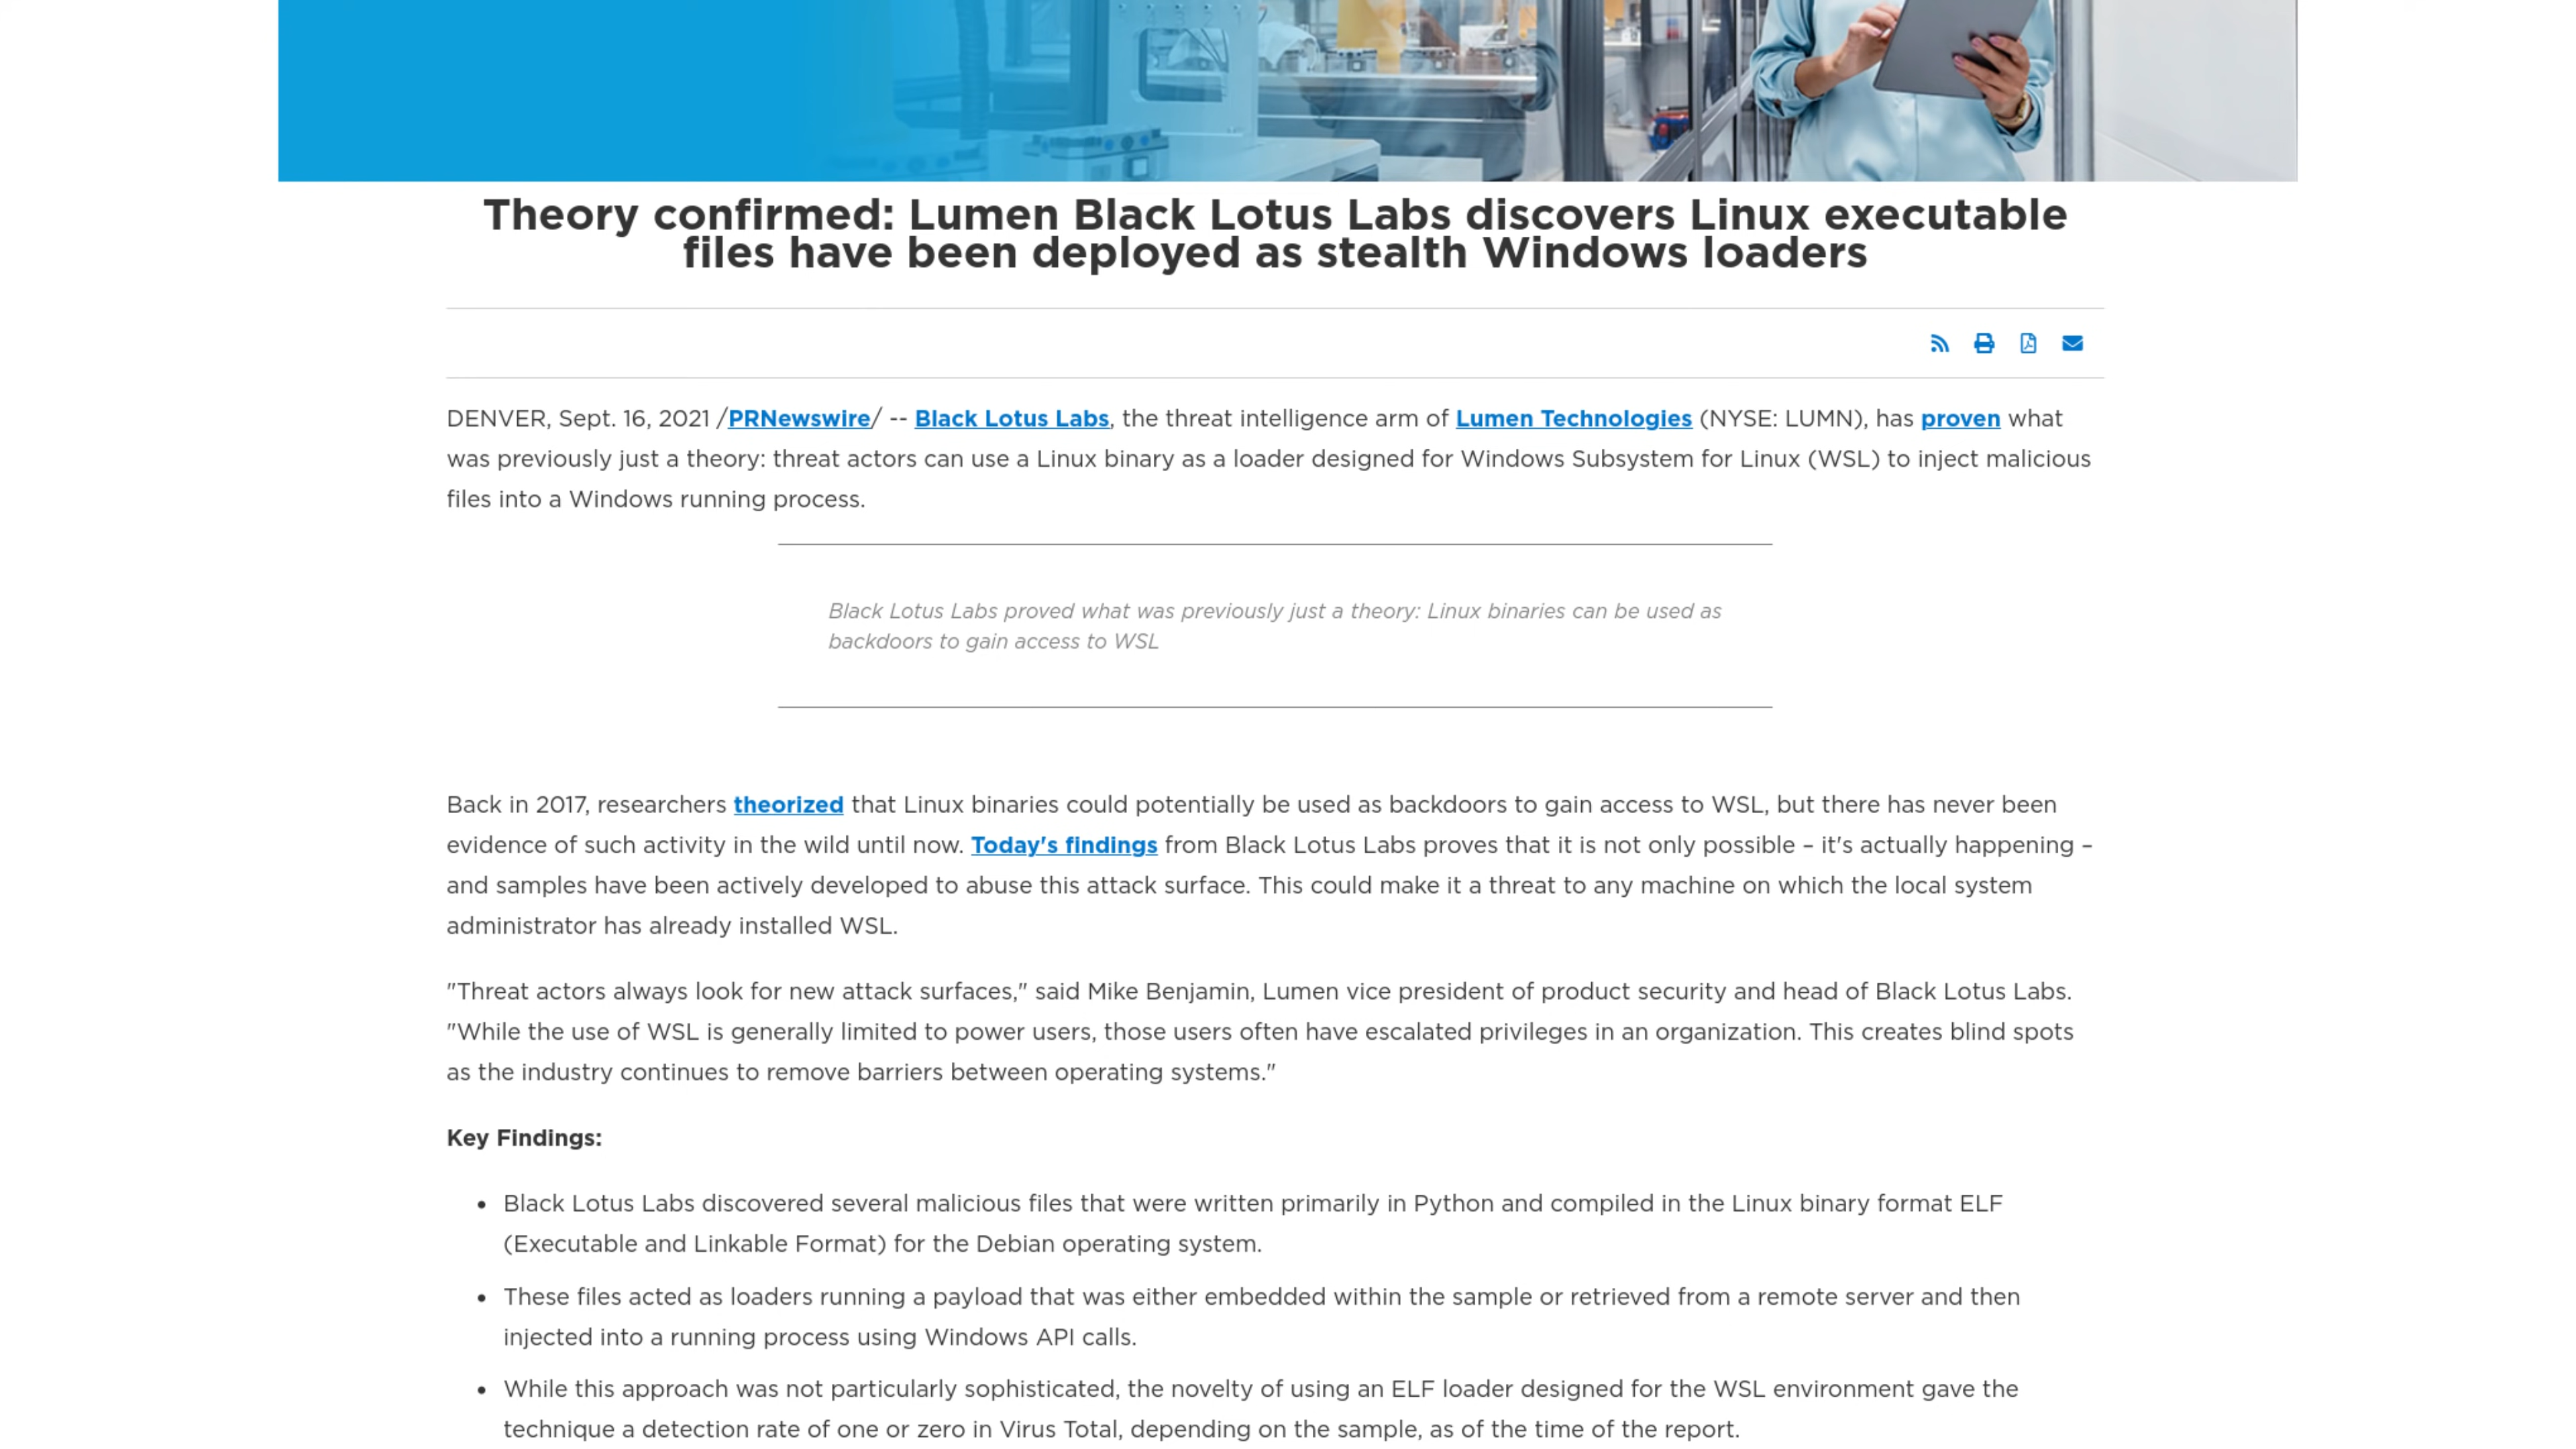 Theory confirmed: Lumen Black Lotus Labs discovers Linux executable
files have been deployed as stealth Windows loaders
DENVER, Sept. 16, 2021 /PRNewswire/ -- Black Lotus Labs, the threat intelligence arm of Lumen Technologies (NYSE: LUMN), has proven what
was previously just a theory: threat actors can use a Linux binary as a loader designed for Windows Subsystem for Linux (WSL) to inject malicious
files into a Windows running process.
Black Lotus Labs proved what was previously just a theory: Linux binaries can be used as
backdoors to gain access to WSL
Back in 2017, researchers theorized that Linux binaries could potentially be used as backdoors to gain access to WSL, but there has never been
evidence of such activity in the wild until now. Today's findings from Black Lotus Labs proves that it is not only possible – it's actually happening –
and samples have been actively developed to abuse this attack surface. This could make it a threat to any machine on which the local system
administrator has already installed WSL.
"Threat actors always look for new attack surfaces," said Mike Benjamin, Lumen vice president of product security and head of Black Lotus Labs.
"While the use of WSL is generally limited to power users, those users often have escalated privileges in an organization. This creates blind spots
as the industry continues to remove barriers between operating systems."
Key Findings:
• Black Lotus Labs discovered several malicious files that were written primarily in Python and compiled in the Linux binary format ELF
(Executable and Linkable Format) for the Debian operating system.
• These files acted as loaders running a payload that was either embedded within the sample or retrieved from a remote server and then
injected into a running process using Windows API calls.
• While this approach was not particularly sophisticated, the novelty of using an ELF loader designed for the WSL environment gave the
technique a detection rate of one or zero in Virus Total, depending on the sample, as of the time of the report.